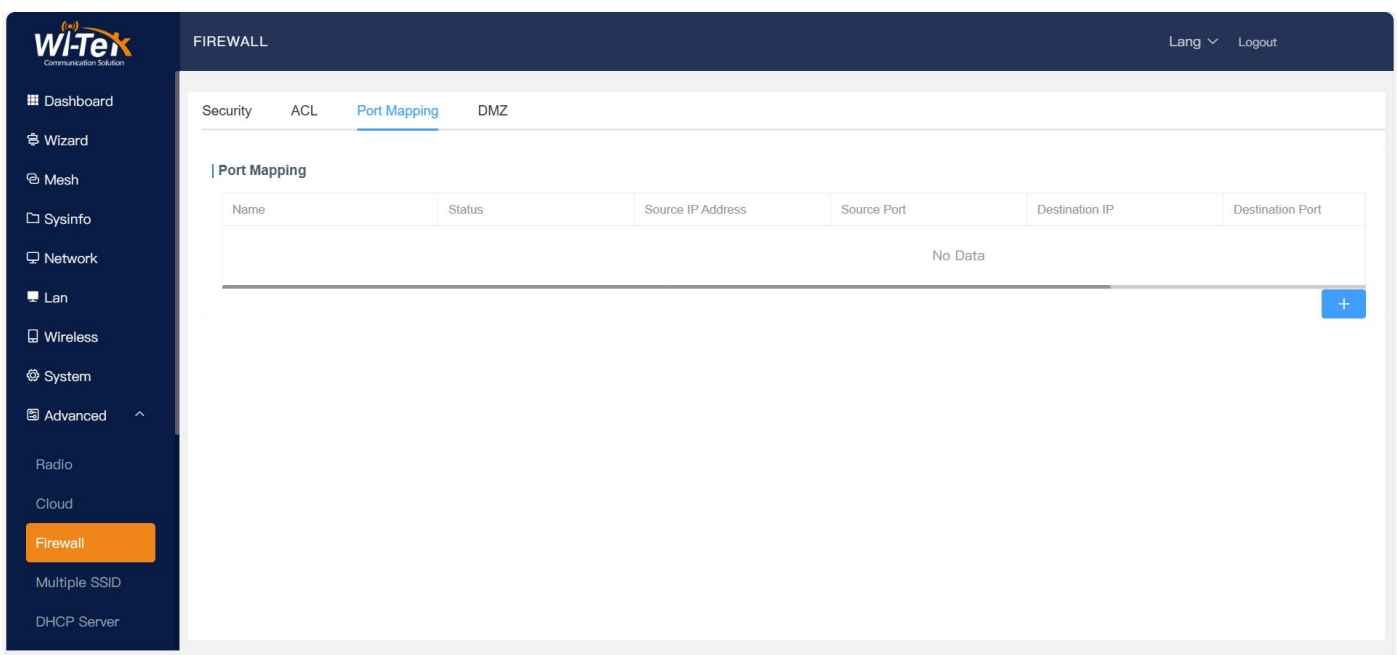 Wi-Tek
Communication Solution
FIREWALL
Lang
Logout
Dashboard
Wizard
Mesh
Sysinfo
Network
Lan
Wireless
System
Advanced
Radio
Cloud
Firewall
Multiple SSID
DHCP Server
Security ACL Port Mapping DMZ
Port Mapping
Name Status Source IP Address Source Port Destination IP Destination Port
No Data
+